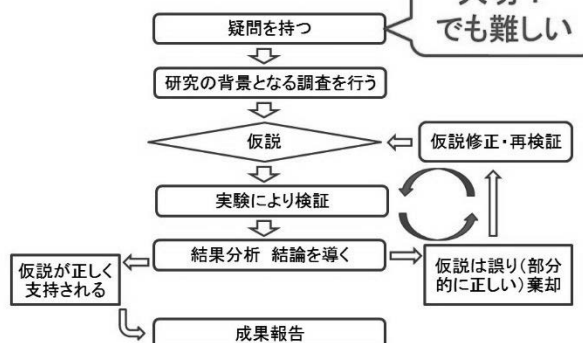 でも難しい
疑問を持つ
研究の背景となる調査を行う
仮説
仮説修正・再検証
実験により検証
結果分析 結論を導く
仮説が正しく
支持される
仮説は誤り(部分
的に正しい)棄却
成果報告